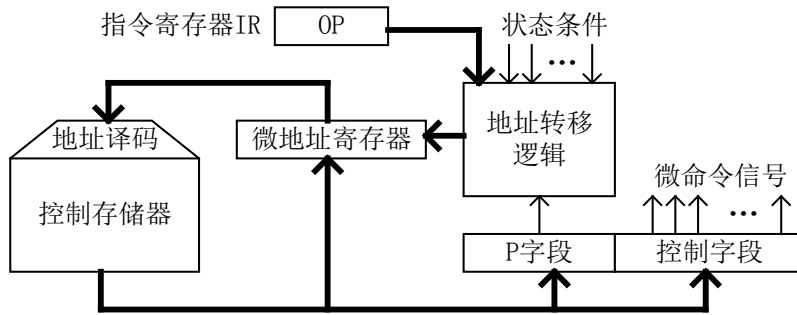 指令寄存器IR
OP
状态条件
...
地址译码
微地址寄存器
地址转移
逻辑
控制存储器
微命令信号
...
P字段
控制字段